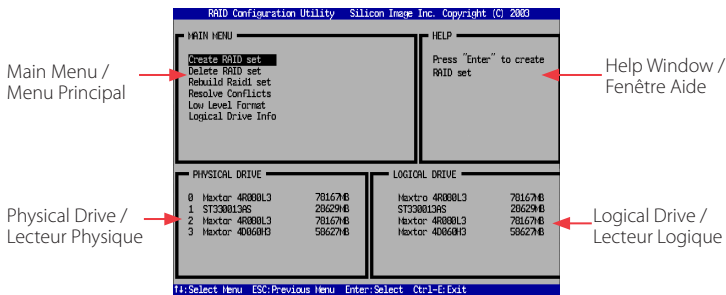 RAID Configuration Utility Silicon Image Inc. Copyright (C) 2003
MAIN MENU
Create RAID set
Delete RAID set
Rebuild Raid1 set
Resolve Conflicts
Low Level Format
Logical Drive Info
HELP
Press "Enter" to create
RAID set
Main Menu /
Menu Principal
Help Window /
Fenêtre Aide
PHYSICAL DRIVE
0 Maxtor 4R080L3 78167MB
1 ST330013AS 28629MB
2 Maxtor 4R080L3 78167MB
3 Maxtor 4D060H3 58627MB
LOGICAL DRIVE
Maxtro 4R080L3 78167MB
ST330013AS 28629MB
Maxtor 4R080L3 78167MB
Maxtor 4D060H3 58627MB
Physical Drive /
Lecteur Physique
Logical Drive /
Lecteur Logique
↑↓:Select Menu ESC:Previous Menu Enter:Select Ctrl-E:Exit